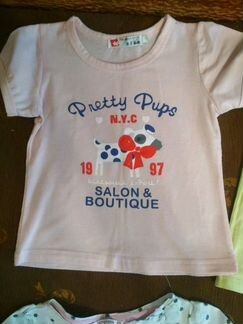 Pretty Pups
N.Y.C
19 97
SALON &
BOUTIQUE